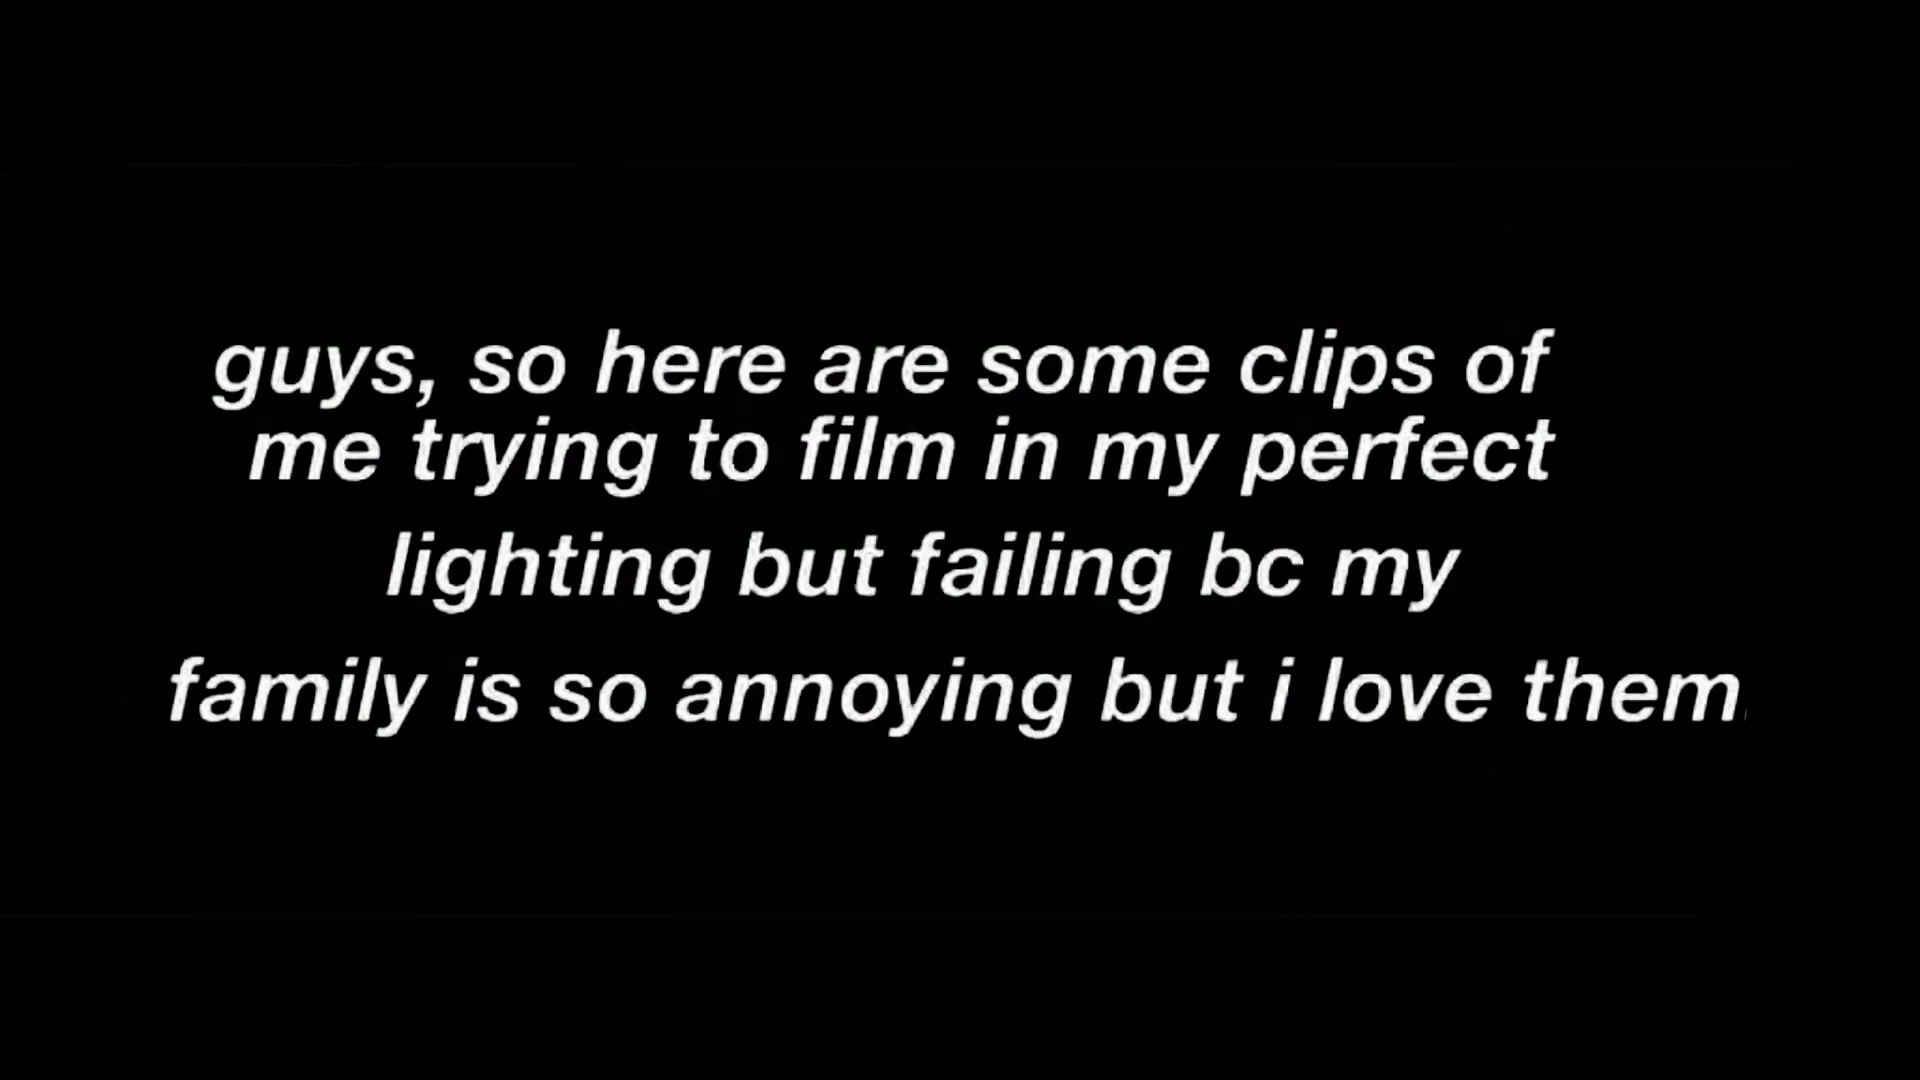 guys, so here are some clips of
me trying to film in my perfect
lighting but failing bc my
family is so annoying but i love them